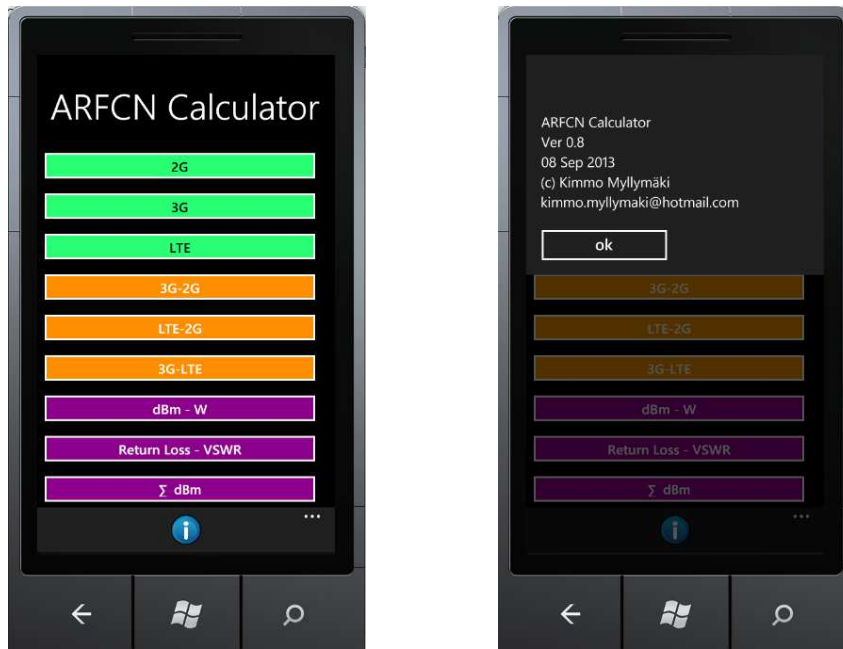 ARFCN Calculator
2G
3G
LTE
3G-2G
LTE-2G
3G-LTE
dBm - W
Return Loss - VSWR
∑ dBm
ARFCN Calculator
Ver 0.8
08 Sep 2013
(c) Kimmo Myllymäki
kimmo.myllymaki@hotmail.com
ok
3G-2G
LTE-2G
3G-LTE
dBm - W
Return Loss - VSWR
∑ dBm